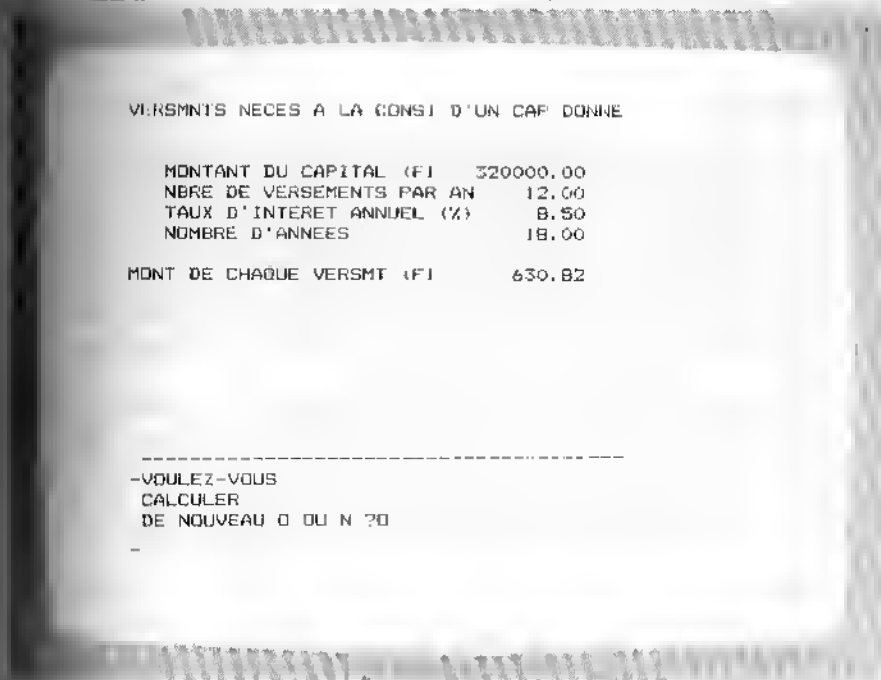 VERSMNTS NECES A LA CONSI D'UN CAP DONNE
MONTANT DU CAPITAL (F) 320000.00
NBRE DE VERSEMENTS PAR AN 12.00
TAUX D'INTERET ANNUEL (%) 8.50
NOMBRE D'ANNEES 18.00
MONT DE CHAQUE VERSMT (F) 630.82
-VOULEZ-VOUS
CALCULER
DE NOUVEAU O OU N ?O